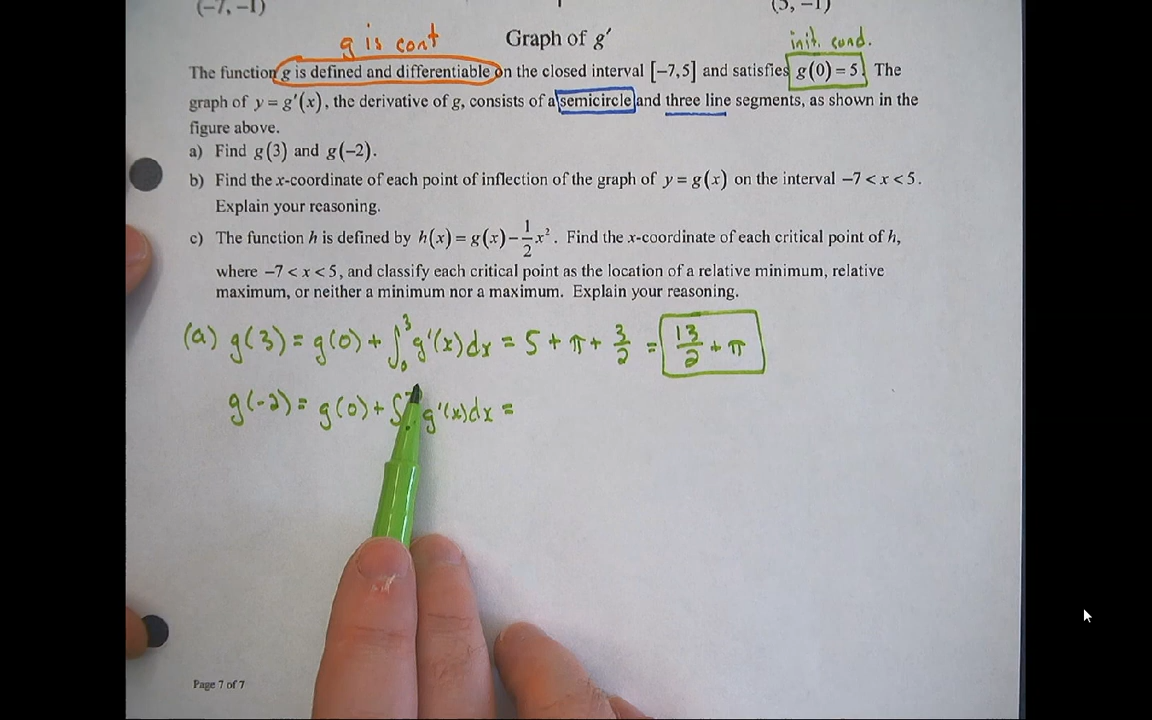 (−7, −1) (5, −1)
g is cont Graph of g′ init. cond.
The function g is defined and differentiable on the closed interval [−7,5] and satisfies g(0) = 5. The
graph of y = g′(x), the derivative of g, consists of a semicircle and three line segments, as shown in the
figure above.
a) Find g(3) and g(−2).
b) Find the x-coordinate of each point of inflection of the graph of y = g(x) on the interval −7 < x < 5.
Explain your reasoning.
c) The function h is defined by h(x) = g(x) − 1/2 x². Find the x-coordinate of each critical point of h,
where −7 < x < 5, and classify each critical point as the location of a relative minimum, relative
maximum, or neither a minimum nor a maximum. Explain your reasoning.
(a) g(3) = g(0) + ∫₀³ g′(x)dx = 5 + π + 3/2 = 13/2 + π
g(−2) = g(0) + ∫ g′(x)dx =
Page 7 of 7